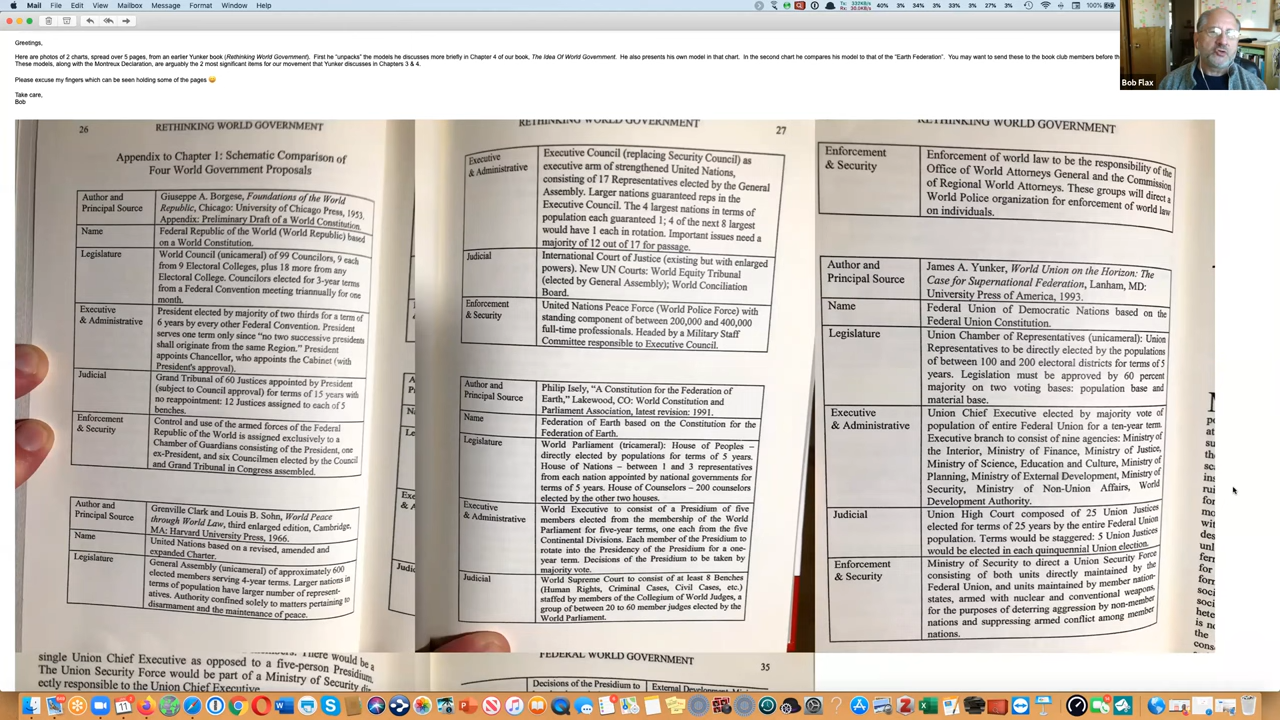 Mail File Edit View Mailbox Message Format Window Help
40% 3% 34% 3% 33% 3% 27% 3%
100%
Bob Flax
Greetings,
Here are photos of 2 charts, spread over 5 pages, from an earlier Yunker book (Rethinking World Government). First he "unpacks" the models he discusses more briefly in Chapter 4 of our book, The Idea Of World Government. He also presents his own model in that chart. In the second chart he compares his model to that of the "Earth Federation". You may want to send these to the book club members before the
These models, along with the Montreux Declaration, are arguably the 2 most significant items for our movement that Yunker discusses in Chapters 3 & 4.
Please excuse my fingers which can be seen holding some of the pages
Take care,
Bob
26 RETHINKING WORLD GOVERNMENT
Appendix to Chapter 1: Schematic Comparison of
Four World Government Proposals
Author and
Principal Source
Giuseppe A. Borgese, Foundations of the World
Republic, Chicago: University of Chicago Press, 1953.
Appendix: Preliminary Draft of a World Constitution.
Name
Federal Republic of the World (World Republic) based
on a World Constitution.
Legislature
World Council (unicameral) of 99 Councilors, 9 each
from 9 Electoral Colleges, plus 18 more from any
Electoral College. Councilors elected for 3-year terms
from a Federal Convention meeting triannually for one
month.
Executive
& Administrative
President elected by majority of two thirds for a term of
6 years by every other Federal Convention. President
serves one term only since "no two successive presidents
shall originate from the same Region." President
appoints Chancellor, who appoints the Cabinet (with
President's approval).
Judicial
Grand Tribunal of 60 Justices appointed by President
(subject to Council approval) for terms of 15 years with
no reappointment: 12 Justices assigned to each of 5
benches.
Enforcement
& Security
Control and use of the armed forces of the Federal
Republic of the World is assigned exclusively to a
Chamber of Guardians consisting of the President, one
ex-President, and six Councilmen elected by the Council
and Grand Tribunal in Congress assembled.
Author and
Principal Source
Grenville Clark and Louis B. Sohn, World Peace
through World Law, third enlarged edition, Cambridge,
MA: Harvard University Press, 1966.
Name
United Nations based on a revised, amended and
expanded Charter.
Legislature
General Assembly (unicameral) of approximately 600
elected members serving 4-year terms. Larger nations in
terms of population have larger number of represent-
atives. Authority confined solely to matters pertaining to
disarmament and the maintenance of peace.
single Union Chief Executive as opposed to a five-person Presidium.
The Union Security Force would be part of a Ministry of Security
ectly responsible to the Union Chief Executive.
RETHINKING WORLD GOVERNMENT 27
Executive
& Administrative
Executive Council (replacing Security Council) as
executive arm of strengthened United Nations,
consisting of 17 Representatives elected by the General
Assembly. Larger nations guaranteed reps in the
Executive Council. The 4 largest nations in terms of
population each guaranteed 1; 4 of the next 8 largest
would have 1 each in rotation. Important issues need a
majority of 12 out of 17 for passage.
Judicial
International Court of Justice (existing but with enlarged
powers). New UN Courts: World Equity Tribunal
(elected by General Assembly); World Conciliation
Board.
Enforcement
& Security
United Nations Peace Force (World Police Force) with
standing component of between 200,000 and 400,000
full-time professionals. Headed by a Military Staff
Committee responsible to Executive Council.
Author and
Principal Source
Philip Isely, "A Constitution for the Federation of
Earth," Lakewood, CO: World Constitution and
Parliament Association, latest revision: 1991.
Name
Federation of Earth based on the Constitution for the
Federation of Earth.
Legislature
World Parliament (tricameral): House of Peoples –
directly elected by populations for terms of 5 years.
House of Nations – between 1 and 3 representatives
from each nation appointed by national governments for
terms of 5 years. House of Counselors – 200 counselors
elected by the other two houses.
Executive
& Administrative
World Executive to consist of a Presidium of five
members elected from the membership of the World
Parliament for five-year terms, one each from the five
Continental Divisions. Each member of the Presidium to
rotate into the Presidency of the Presidium for a one-
year term. Decisions of the Presidium to be taken by
majority vote.
Judicial
World Supreme Court to consist of at least 8 Benches
(Human Rights, Criminal Cases, Civil Cases, etc.)
staffed by members of the Collegium of World Judges, a
group of between 20 to 60 member judges elected by the
World Parliament.
FEDERAL WORLD GOVERNMENT 35
Decisions of the Presidium to
RETHINKING WORLD GOVERNMENT
Enforcement
& Security
Enforcement of world law to be the responsibility of the
Office of World Attorneys General and the Commission
of Regional World Attorneys. These groups will direct a
World Police organization for enforcement of world law
on individuals.
Author and
Principal Source
James A. Yunker, World Union on the Horizon: The
Case for Supernational Federation, Lanham, MD:
University Press of America, 1993.
Name
Federal Union of Democratic Nations based on the
Federal Union Constitution.
Legislature
Union Chamber of Representatives (unicameral): Union
Representatives to be directly elected by the populations
of between 100 and 200 electoral districts for terms of 5
years. Legislation must be approved by 60 percent
majority on two voting bases: population base and
material base.
Executive
& Administrative
Union Chief Executive elected by majority vote of
population of entire Federal Union for a ten-year term.
Executive branch to consist of nine agencies: Ministry of
the Interior, Ministry of Finance, Ministry of Justice,
Ministry of Science, Education and Culture, Ministry of
Planning, Ministry of External Development, Ministry of
Security, Ministry of Non-Union Affairs, World
Development Authority.
Judicial
Union High Court composed of 25 Union Justices
elected for terms of 25 years by the entire Federal Union
population. Terms would be staggered: 5 Union Justices
would be elected in each quinquennial Union election.
Enforcement
& Security
Ministry of Security to direct a Union Security Force
consisting of both units directly maintained by the
Federal Union, and units maintained by member nation-
states, armed with nuclear and conventional weapons,
for the purposes of deterring aggression by non-member
nations and suppressing armed conflict among member
nations.